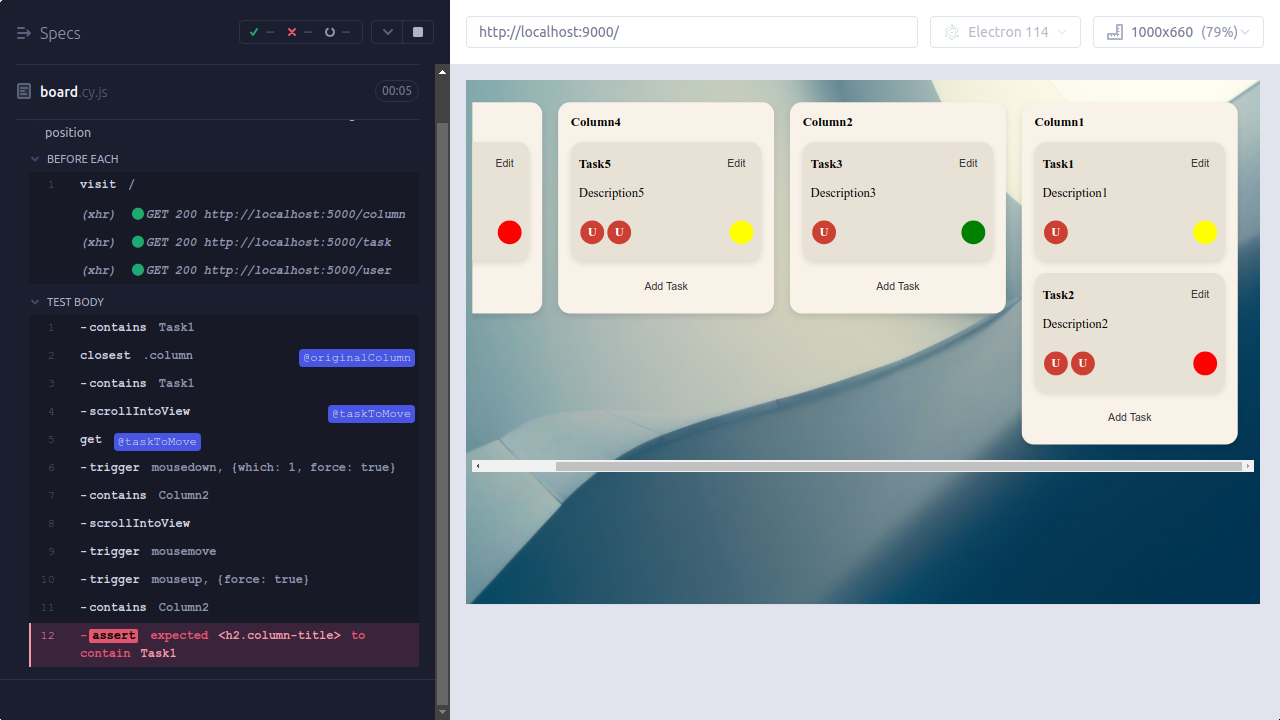 Specs
-- -- --
http://localhost:9000/
Electron 114
1000x660 (79%)
board.cy.js
00:05
position
BEFORE EACH
1 visit /
(xhr) GET 200 http://localhost:5000/column
(xhr) GET 200 http://localhost:5000/task
(xhr) GET 200 http://localhost:5000/user
TEST BODY
1 -contains Task1
2 closest .column @originalColumn
3 -contains Task1
4 -scrollIntoView @taskToMove
5 get @taskToMove
6 -trigger mousedown, {which: 1, force: true}
7 -contains Column2
8 -scrollIntoView
9 -trigger mousemove
10 -trigger mouseup, {force: true}
11 -contains Column2
12 -assert expected <h2.column-title> to
contain Task1
Edit
Column4
Task5 Edit
Description5
U U
Add Task
Column2
Task3 Edit
Description3
U
Add Task
Column1
Task1 Edit
Description1
U
Task2 Edit
Description2
U U
Add Task